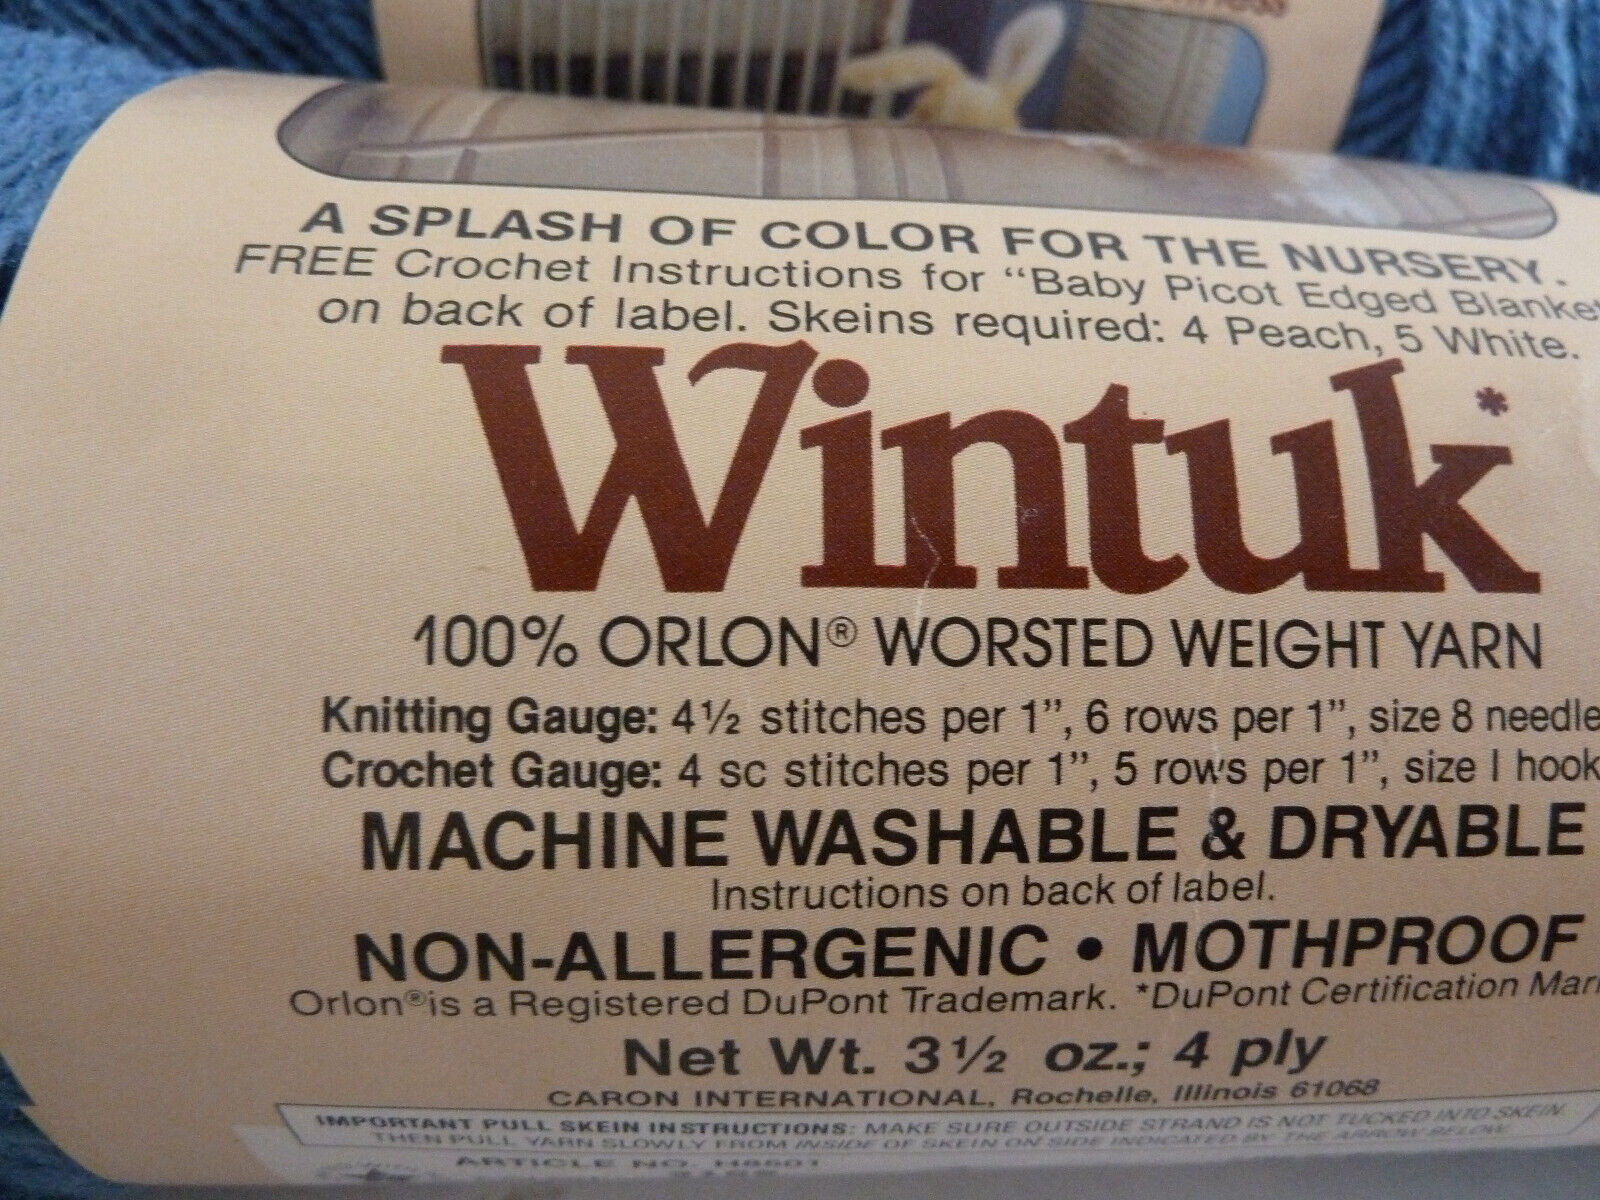 A SPLASH OF COLOR FOR THE NURSERY.
FREE Crochet Instructions for “Baby Picot Edged Blanket
on back of label. Skeins required: 4 Peach, 5 White.
Wintuk*
100% ORLON® WORSTED WEIGHT YARN
Knitting Gauge: 4½ stitches per 1”, 6 rows per 1”, size 8 needle
Crochet Gauge: 4 sc stitches per 1”, 5 rows per 1”, size I hook
MACHINE WASHABLE & DRYABLE
Instructions on back of label.
NON-ALLERGENIC • MOTHPROOF
Orlon® is a Registered DuPont Trademark. *DuPont Certification Mar
Net Wt. 3½ oz.; 4 ply
CARON INTERNATIONAL, Rochelle, Illinois 61068
IMPORTANT PULL SKEIN INSTRUCTIONS: MAKE SURE OUTSIDE STRAND IS NOT TUCKED INTO SKEIN.
THEN PULL YARN SLOWLY FROM INSIDE OF SKEIN ON SIDE INDICATED BY THE ARROW BELOW.
ARTICLE NO.